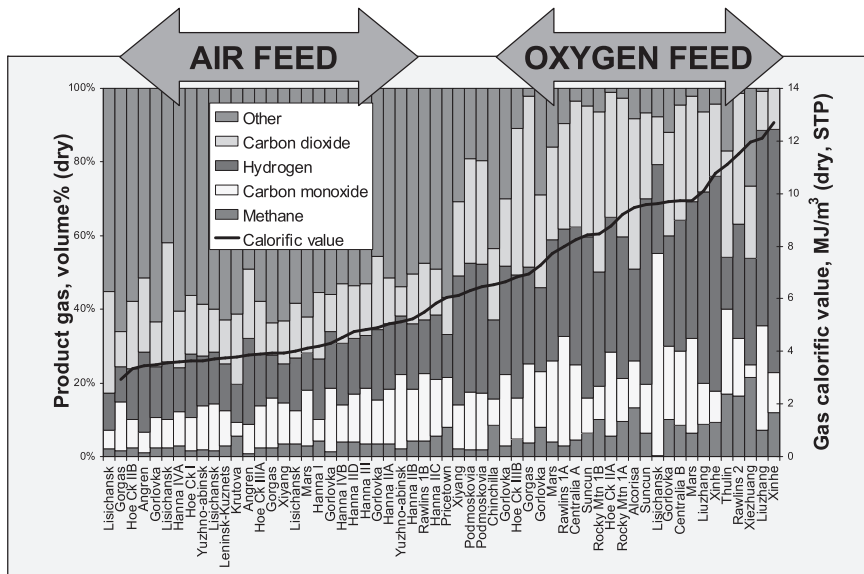 AIR FEED
OXYGEN FEED
Product gas, volume% (dry)
100%
80%
60%
40%
20%
0%
Other
Carbon dioxide
Hydrogen
Carbon monoxide
Methane
Calorific value
14
12
10
8
6
4
2
0
Gas calorific value, MJ/m³ (dry, STP)
Lisichansk
Gorgas
Hoe Ck IIB
Angren
Gorlovka
Lisichansk
Hanna IVA
Hoe Ck I
Yuzhno-abinsk
Lisichansk
Leninsk-Kuznets
Krutova
Angren
Hoe Ck IIIA
Gorgas
Xiyang
Lisichansk
Mars
Hanna I
Gorlovka
Hanna IVB
Hanna IID
Hanna III
Gorlovka
Hanna IIA
Yuzhno-abinsk
Hanna IIB
Rawlins 1B
Hanna IIC
Pricetown
Xiyang
Podmoskovia
Podmoskovia
Chinchilla
Gorlovka
Hoe Ck IIIB
Gorgas
Gorlovka
Mars
Rawlins 1A
Centralia A
Suncun
Rocky Mtn 1B
Hoe Ck IIA
Rocky Mtn 1A
Alcorisa
Suncun
Lisichansk
Gorlovka
Centralia B
Mars
Liuzhang
Xinhe
Thulin
Rawlins 2
Xiezhuang
Liuzhang
Xinhe